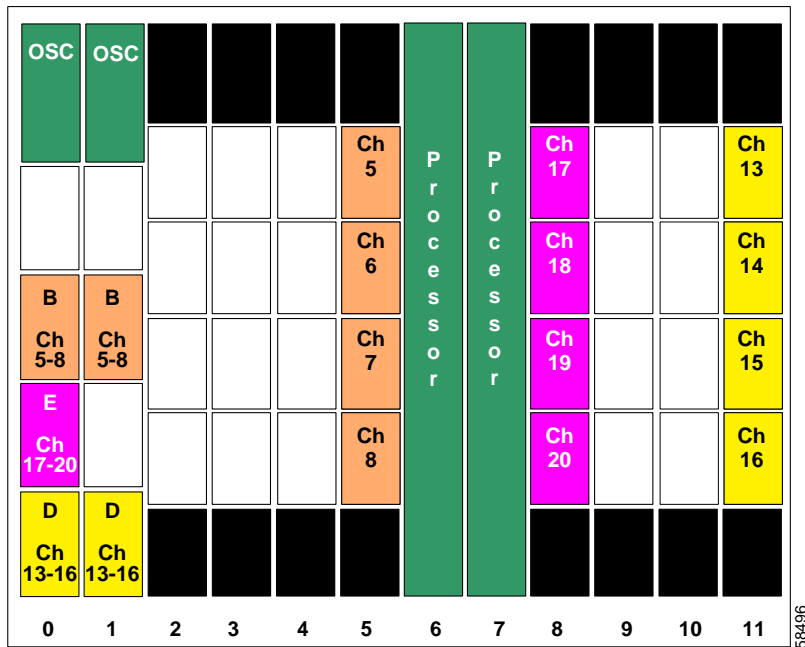 OSC OSC
Ch 5
Processor
Processor
Ch 17
Ch 13
Ch 6
Ch 18
Ch 14
B Ch 5-8
B Ch 5-8
Ch 7
Ch 19
Ch 15
E Ch 17-20
Ch 8
Ch 20
Ch 16
D Ch 13-16
D Ch 13-16
0 1 2 3 4 5 6 7 8 9 10 11
58496